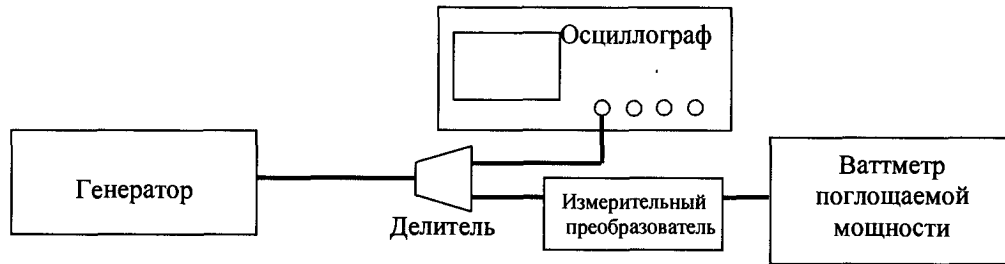 Осциллограф
Генератор
Делитель
Измерительный
преобразователь
Ваттметр
поглощаемой
мощности